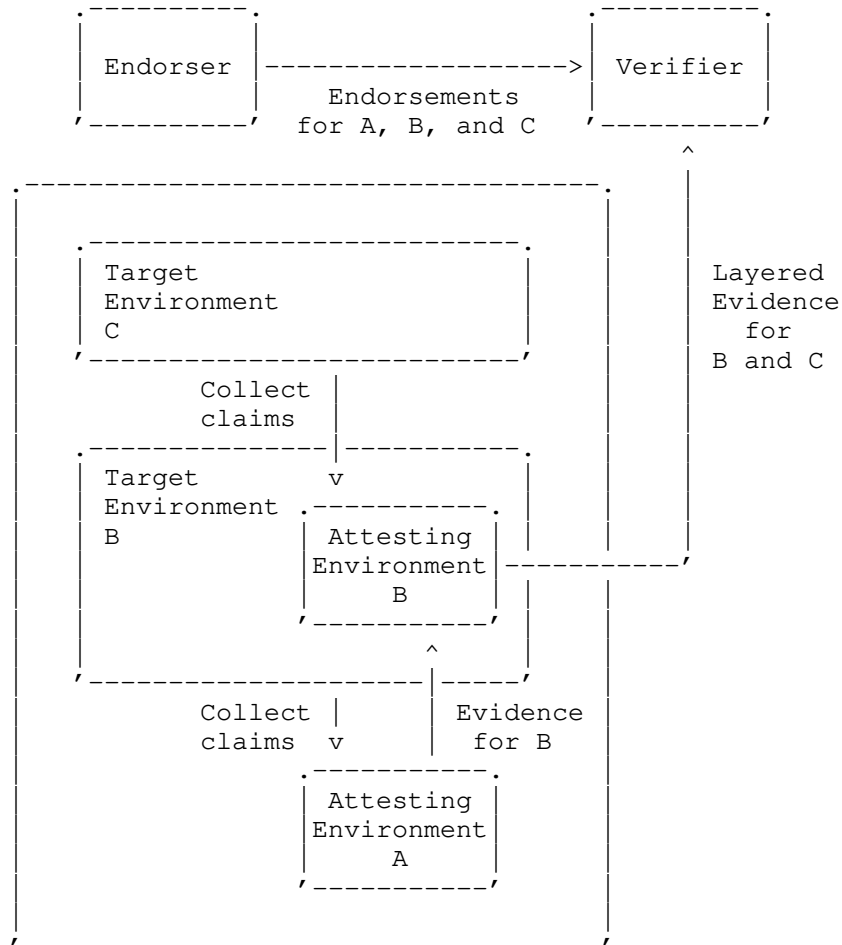 Endorser
Verifier
Endorsements
for A, B, and C
Target
Environment
C
Layered
Evidence
for
B and C
Collect
claims
Target
Environment
B
Attesting
Environment
B
Collect
claims
Evidence
for B
Attesting
Environment
A